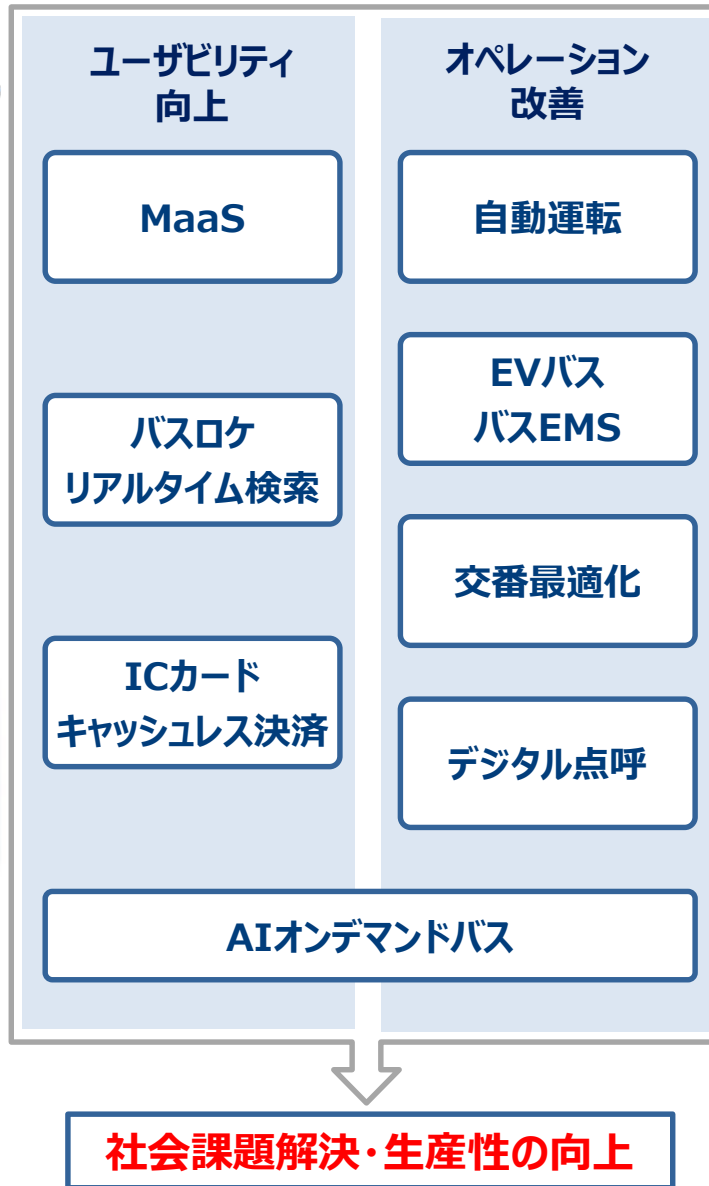 ユーザビリティ
向上
MaaS
バスロケ
リアルタイム検索
ICカード
キャッシュレス決済
オペレーション
改善
自動運転
EVバス
バスEMS
交番最適化
デジタル点呼
AIオンデマンドバス
社会課題解決・生産性の向上